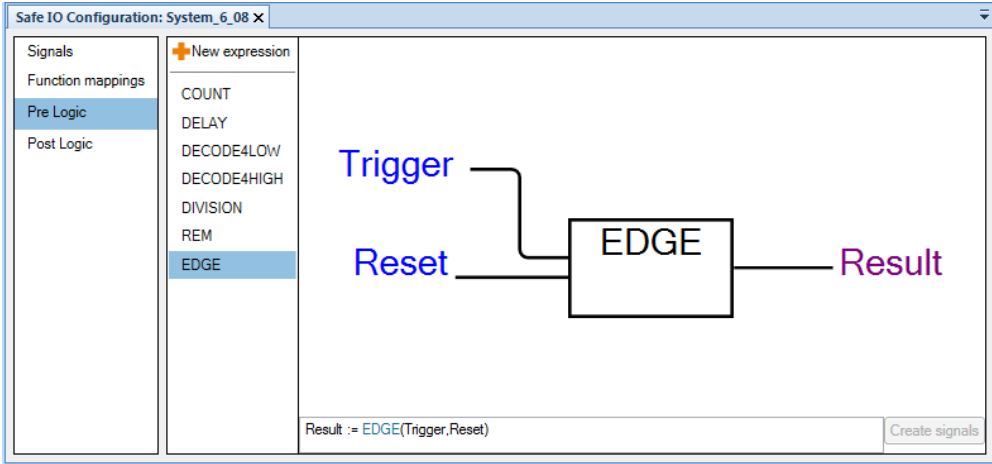 Safe IO Configuration: System_6_08 X
Signals
Function mappings
Pre Logic
Post Logic
New expression
COUNT
DELAY
DECODE4LOW
DECODE4HIGH
DIVISION
REM
EDGE
Trigger
Reset
EDGE
Result
Result := EDGE(Trigger,Reset)
Create signals